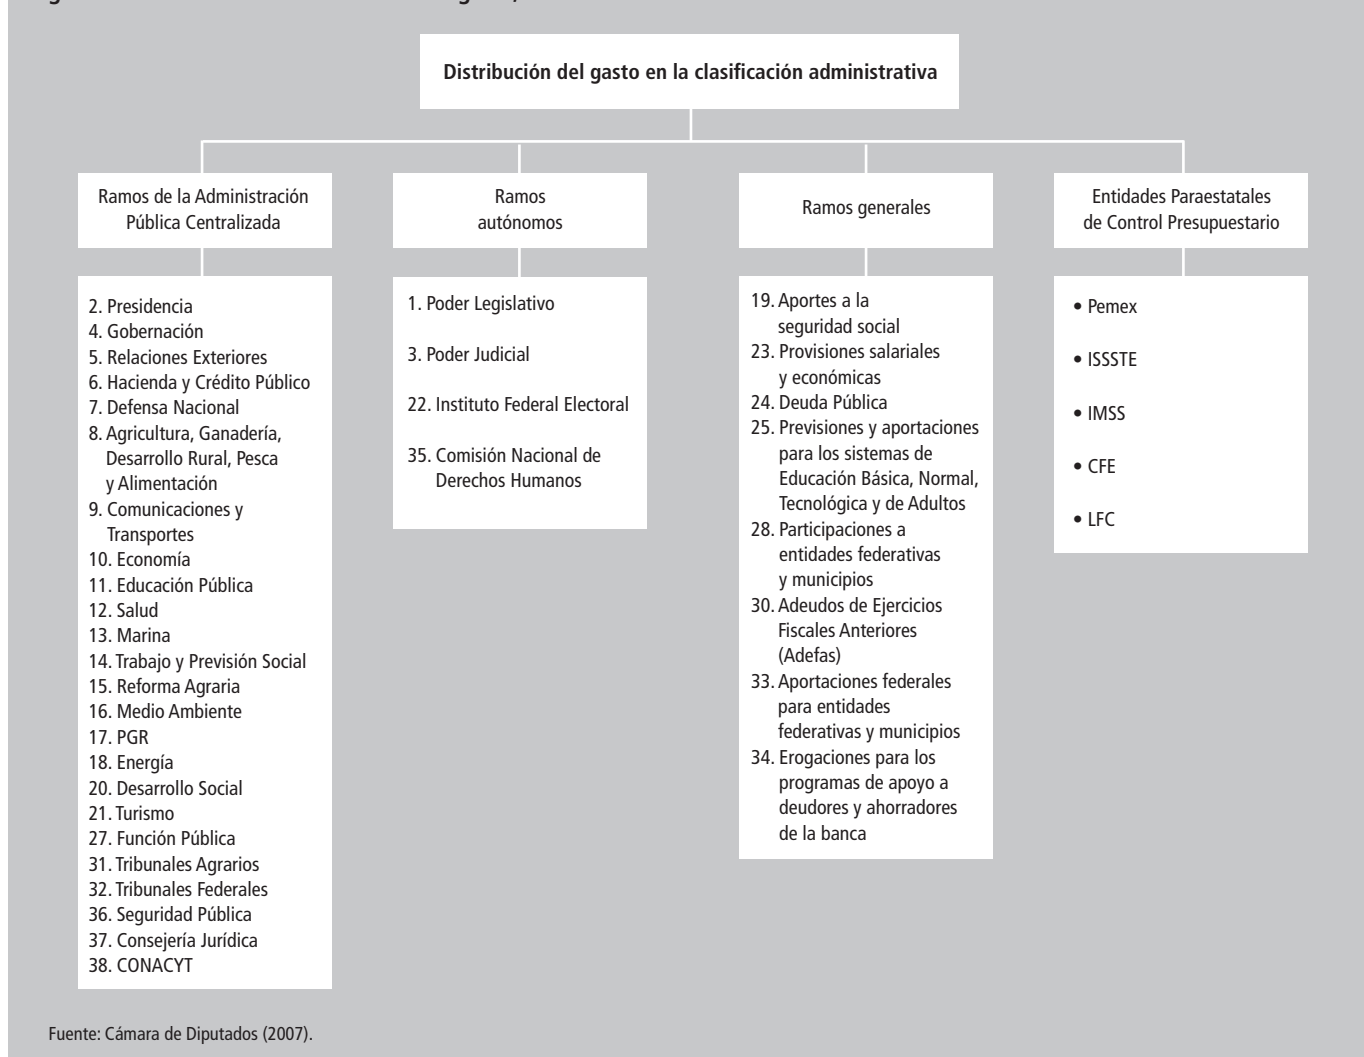 Distribución del gasto en la clasificación administrativa
Ramos de la Administración
Pública Centralizada
2. Presidencia
4. Gobernación
5. Relaciones Exteriores
6. Hacienda y Crédito Público
7. Defensa Nacional
8. Agricultura, Ganadería,
Desarrollo Rural, Pesca
y Alimentación
9. Comunicaciones y
Transportes
10. Economía
11. Educación Pública
12. Salud
13. Marina
14. Trabajo y Previsión Social
15. Reforma Agraria
16. Medio Ambiente
17. PGR
18. Energía
20. Desarrollo Social
21. Turismo
27. Función Pública
31. Tribunales Agrarios
32. Tribunales Federales
36. Seguridad Pública
37. Consejería Jurídica
38. CONACYT
Ramos
autónomos
1. Poder Legislativo
3. Poder Judicial
22. Instituto Federal Electoral
35. Comisión Nacional de
Derechos Humanos
Ramos generales
19. Aportes a la
seguridad social
23. Provisiones salariales
y económicas
24. Deuda Pública
25. Previsiones y aportaciones
para los sistemas de
Educación Básica, Normal,
Tecnológica y de Adultos
28. Participaciones a
entidades federativas
y municipios
30. Adeudos de Ejercicios
Fiscales Anteriores
(Adefas)
33. Aportaciones federales
para entidades
federativas y municipios
34. Erogaciones para los
programas de apoyo a
deudores y ahorradores
de la banca
Entidades Paraestatales
de Control Presupuestario
• Pemex
• ISSSTE
• IMSS
• CFE
• LFC
Fuente: Cámara de Diputados (2007).